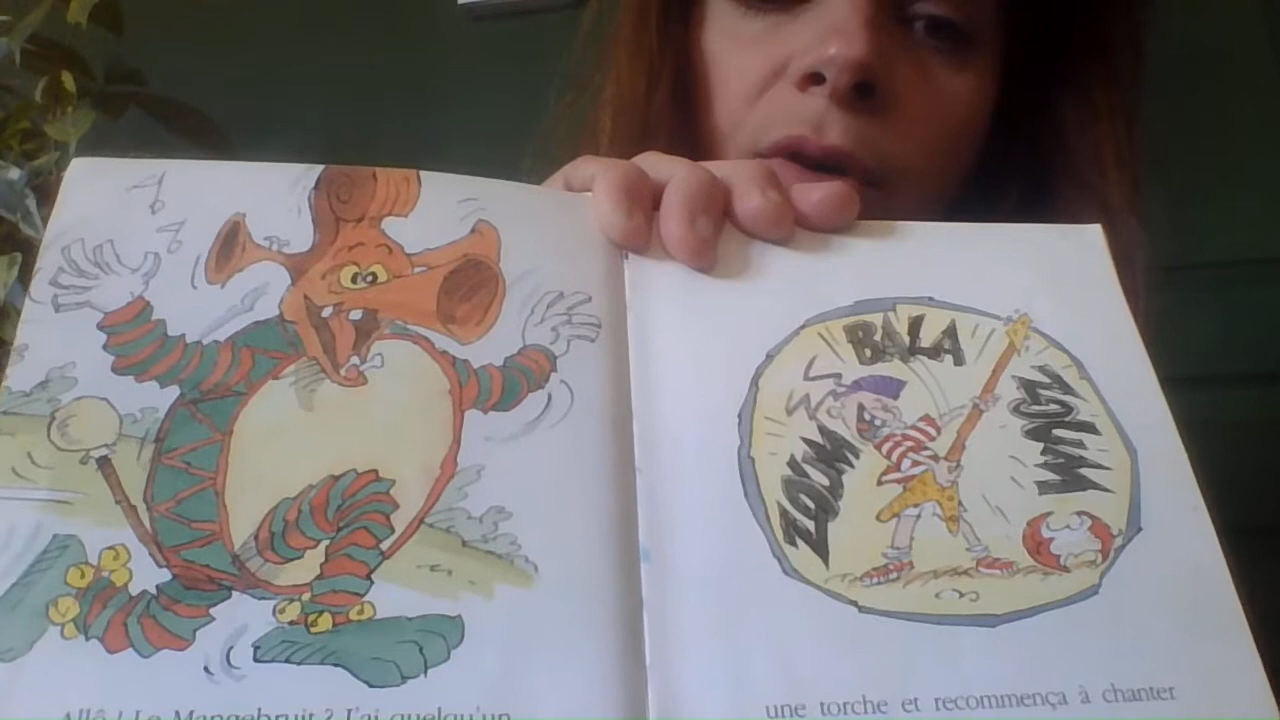 Allô ! Le Mangebruit ? J'ai quelqu'un
ZOUM
BALA
ZOUM
une torche et recommença à chanter